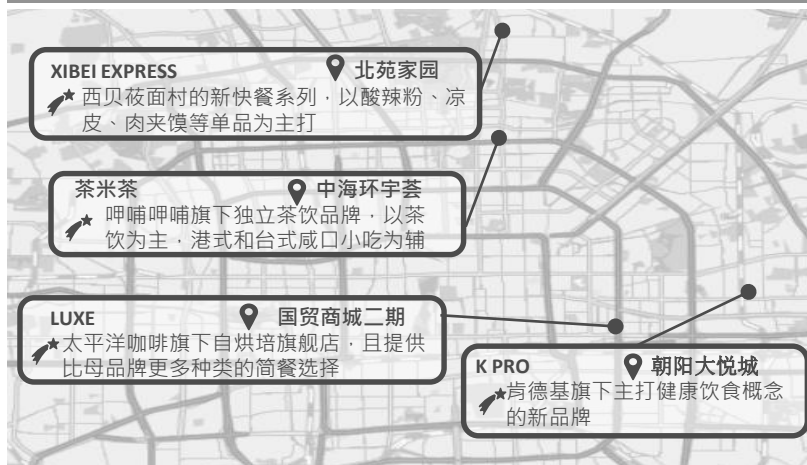 XIBEI EXPRESS 北苑家园
西贝莜面村的新快餐系列，以酸辣粉、凉
皮、肉夹馍等单品为主打
茶米茶 中海环宇荟
呷哺呷哺旗下独立茶饮品牌，以茶
饮为主，港式和台式咸口小吃为辅
LUXE 国贸商城二期
太平洋咖啡旗下自烘培旗舰店，且提供
比母品牌更多种类的简餐选择
K PRO 朝阳大悦城
肯德基旗下主打健康饮食概念
的新品牌